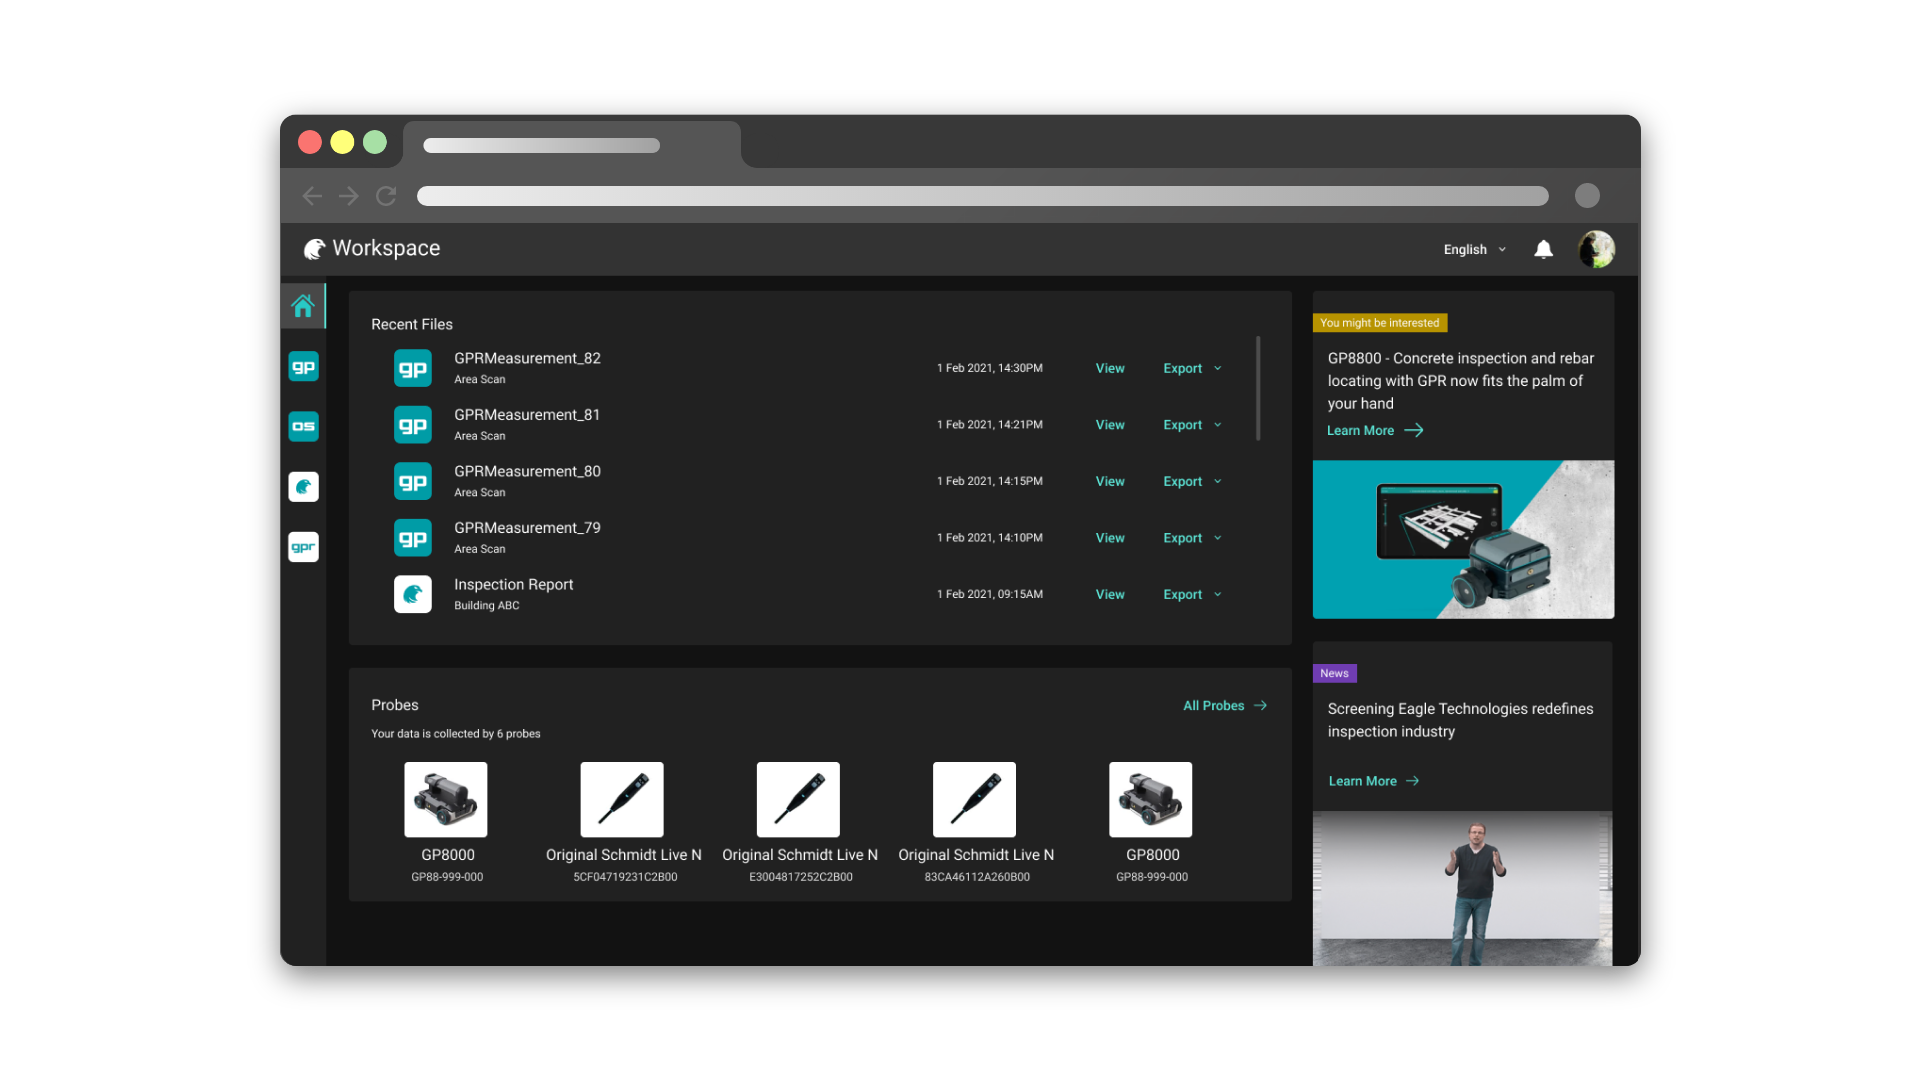 Workspace
English
Recent Files
gp
GPRMeasurement_82
Area Scan
1 Feb 2021, 14:30PM
View
Export
gp
GPRMeasurement_81
Area Scan
1 Feb 2021, 14:21PM
View
Export
gp
GPRMeasurement_80
Area Scan
1 Feb 2021, 14:15PM
View
Export
gp
GPRMeasurement_79
Area Scan
1 Feb 2021, 14:10PM
View
Export
Inspection Report
Building ABC
1 Feb 2021, 09:15AM
View
Export
gp
os
gpr
Probes
All Probes
Your data is collected by 6 probes
GP8000
GP88-999-000
Original Schmidt Live N
5CF04719231C2B00
Original Schmidt Live N
E3004817252C2B00
Original Schmidt Live N
83CA46112A260B00
GP8000
GP88-999-000
You might be interested
GP8800 - Concrete inspection and rebar
locating with GPR now fits the palm of
your hand
Learn More
News
Screening Eagle Technologies redefines
inspection industry
Learn More